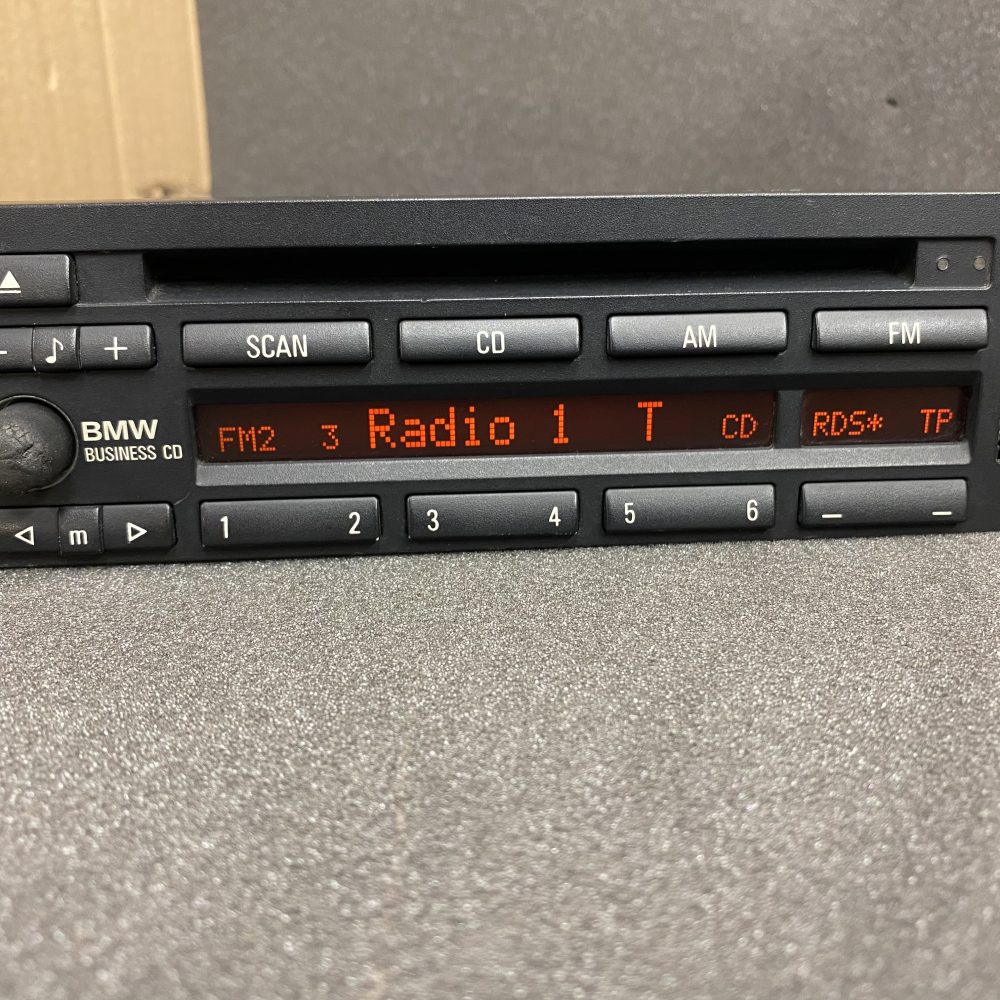 SCAN CD AM FM
− +
BMW
BUSINESS CD
FM2 3 Radio 1 T CD RDS* TP
m
1 2 3 4 5 6 — —